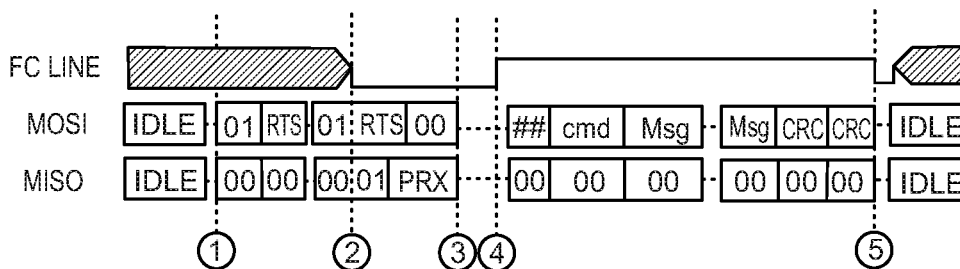 FC LINE
MOSI IDLE 01 RTS 01 RTS 00 ## cmd Msg Msg CRC CRC IDLE
MISO IDLE 00 00 00 01 PRX 00 00 00 00 00 00 IDLE
1 2 3 4 5